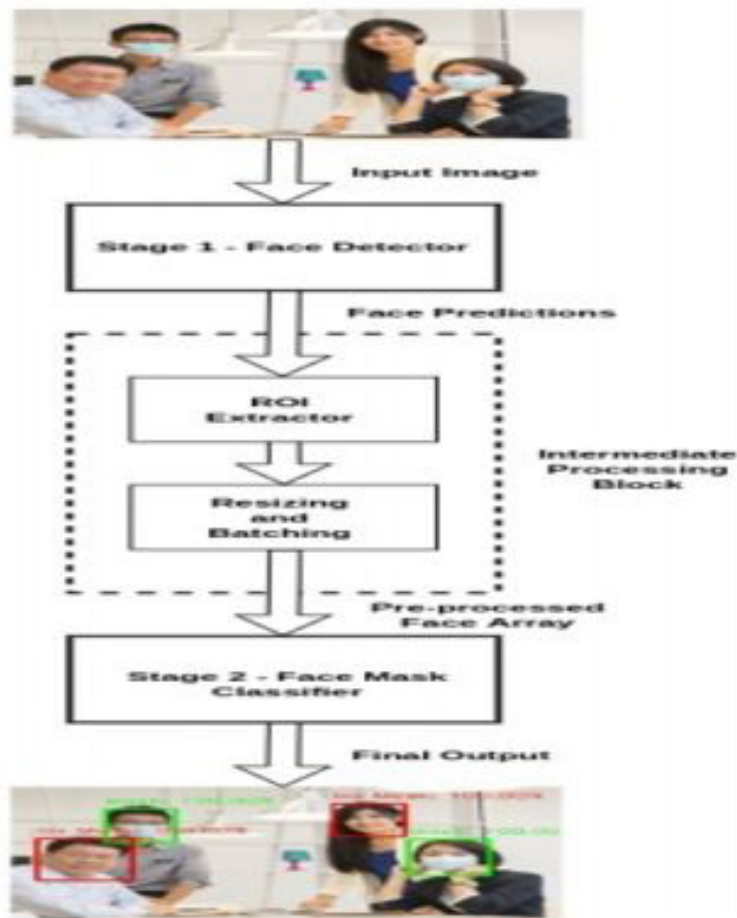 Input Image
Stage 1 - Face Detector
Face Predictions
ROI
Extractor
Intermediate
Processing
Block
Resizing
and
Batching
Pre-processed
Face Array
Stage 2 - Face Mask
Classifier
Final Output